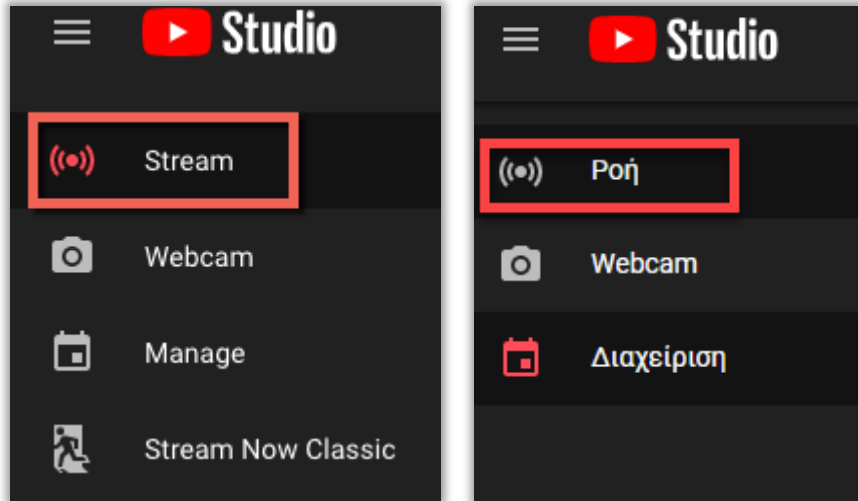 Studio
Stream
Webcam
Manage
Stream Now Classic
Studio
Ροή
Webcam
Διαχείριση